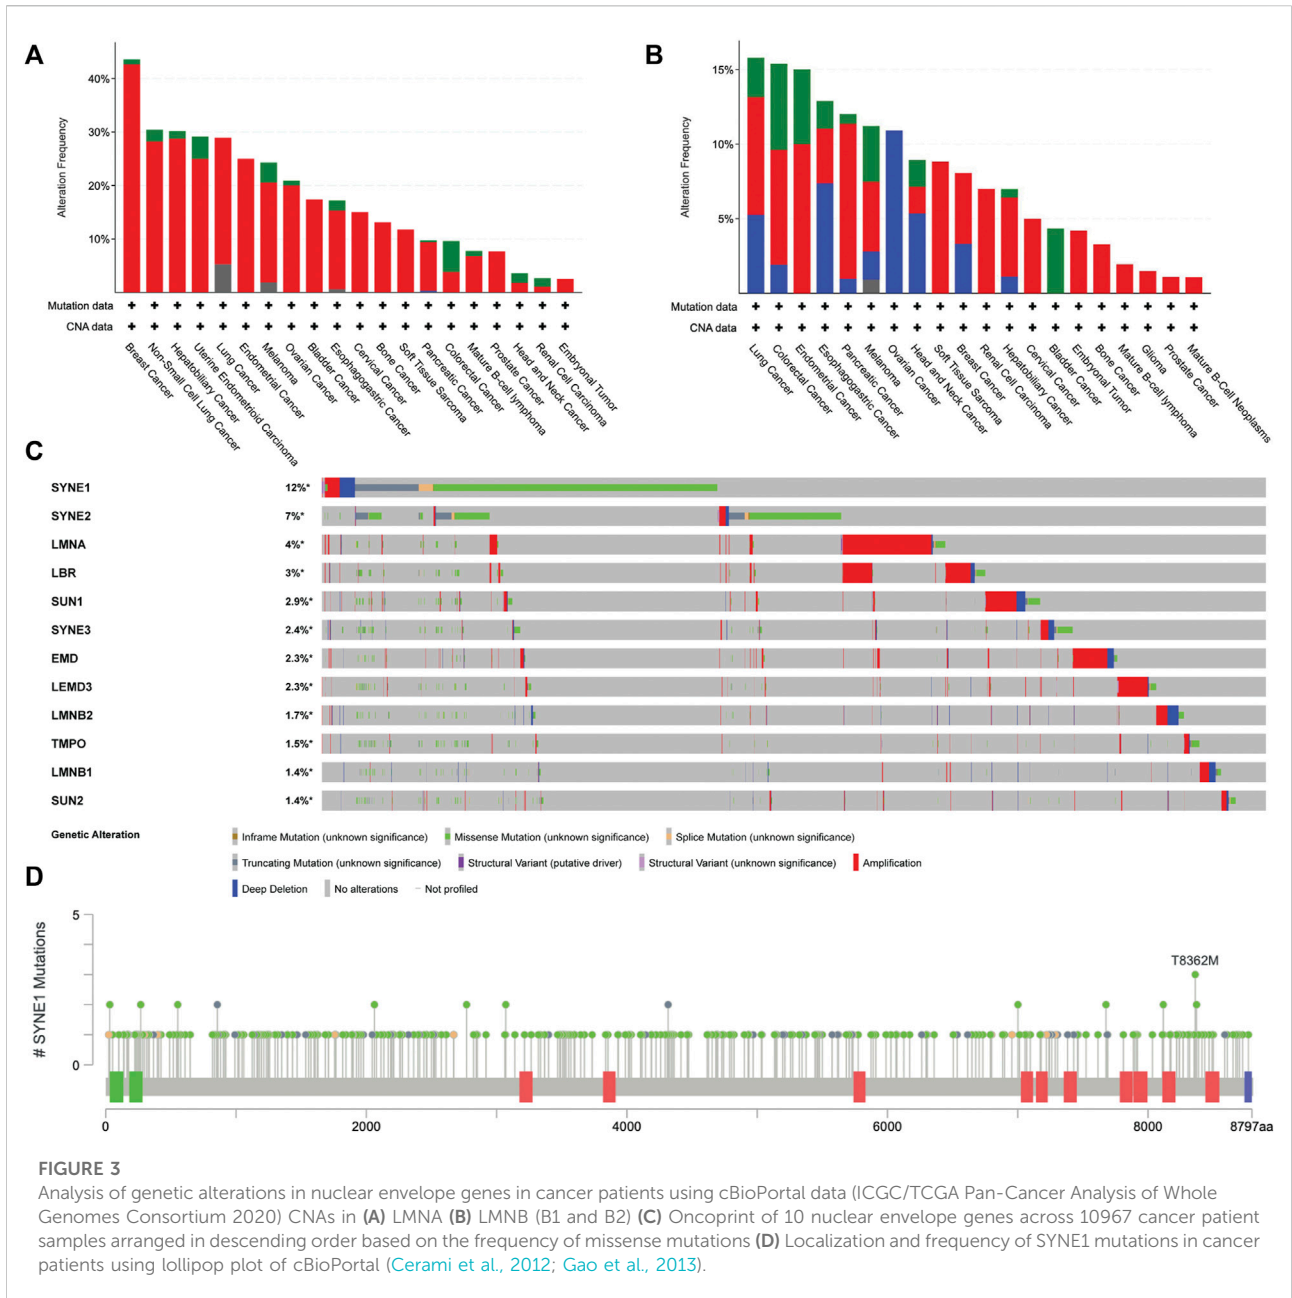 A
40%
30%
20%
10%
Alteration Frequency
Mutation data
CNA data
Breast Cancer
Non-Small Cell Lung Cancer
Hepatobiliary Cancer
Uterine Endometrioid Carcinoma
Lung Cancer
Endometrial Cancer
Melanoma
Ovarian Cancer
Bladder Cancer
Esophagogastric Cancer
Cervical Cancer
Bone Cancer
Soft Tissue Sarcoma
Pancreatic Cancer
Colorectal Cancer
Mature B-cell lymphoma
Prostate Cancer
Head and Neck Cancer
Renal Cell Carcinoma
Embryonal Tumor
B
15%
10%
5%
Alteration Frequency
Mutation data
CNA data
Lung Cancer
Colorectal Cancer
Endometrial Cancer
Esophagogastric Cancer
Pancreatic Cancer
Melanoma
Ovarian Cancer
Head and Neck Cancer
Soft Tissue Sarcoma
Breast Cancer
Renal Cell Carcinoma
Hepatobiliary Cancer
Cervical Cancer
Bladder Cancer
Embryonal Tumor
Bone Cancer
Mature B-cell lymphoma
Glioma
Prostate Cancer
Mature B-Cell Neoplasms
C
SYNE1 12%*
SYNE2 7%*
LMNA 4%*
LBR 3%*
SUN1 2.9%*
SYNE3 2.4%*
EMD 2.3%*
LEMD3 2.3%*
LMNB2 1.7%*
TMPO 1.5%*
LMNB1 1.4%*
SUN2 1.4%*
Genetic Alteration Inframe Mutation (unknown significance) Missense Mutation (unknown significance) Splice Mutation (unknown significance)
Truncating Mutation (unknown significance) Structural Variant (putative driver) Structural Variant (unknown significance) Amplification
Deep Deletion No alterations Not profiled
D
# SYNE1 Mutations
5
0
T8362M
0 2000 4000 6000 8000 8797aa
FIGURE 3
Analysis of genetic alterations in nuclear envelope genes in cancer patients using cBioPortal data (ICGC/TCGA Pan-Cancer Analysis of Whole
Genomes Consortium 2020) CNAs in (A) LMNA (B) LMNB (B1 and B2) (C) Oncoprint of 10 nuclear envelope genes across 10967 cancer patient
samples arranged in descending order based on the frequency of missense mutations (D) Localization and frequency of SYNE1 mutations in cancer
patients using lollipop plot of cBioPortal (Cerami et al., 2012; Gao et al., 2013).